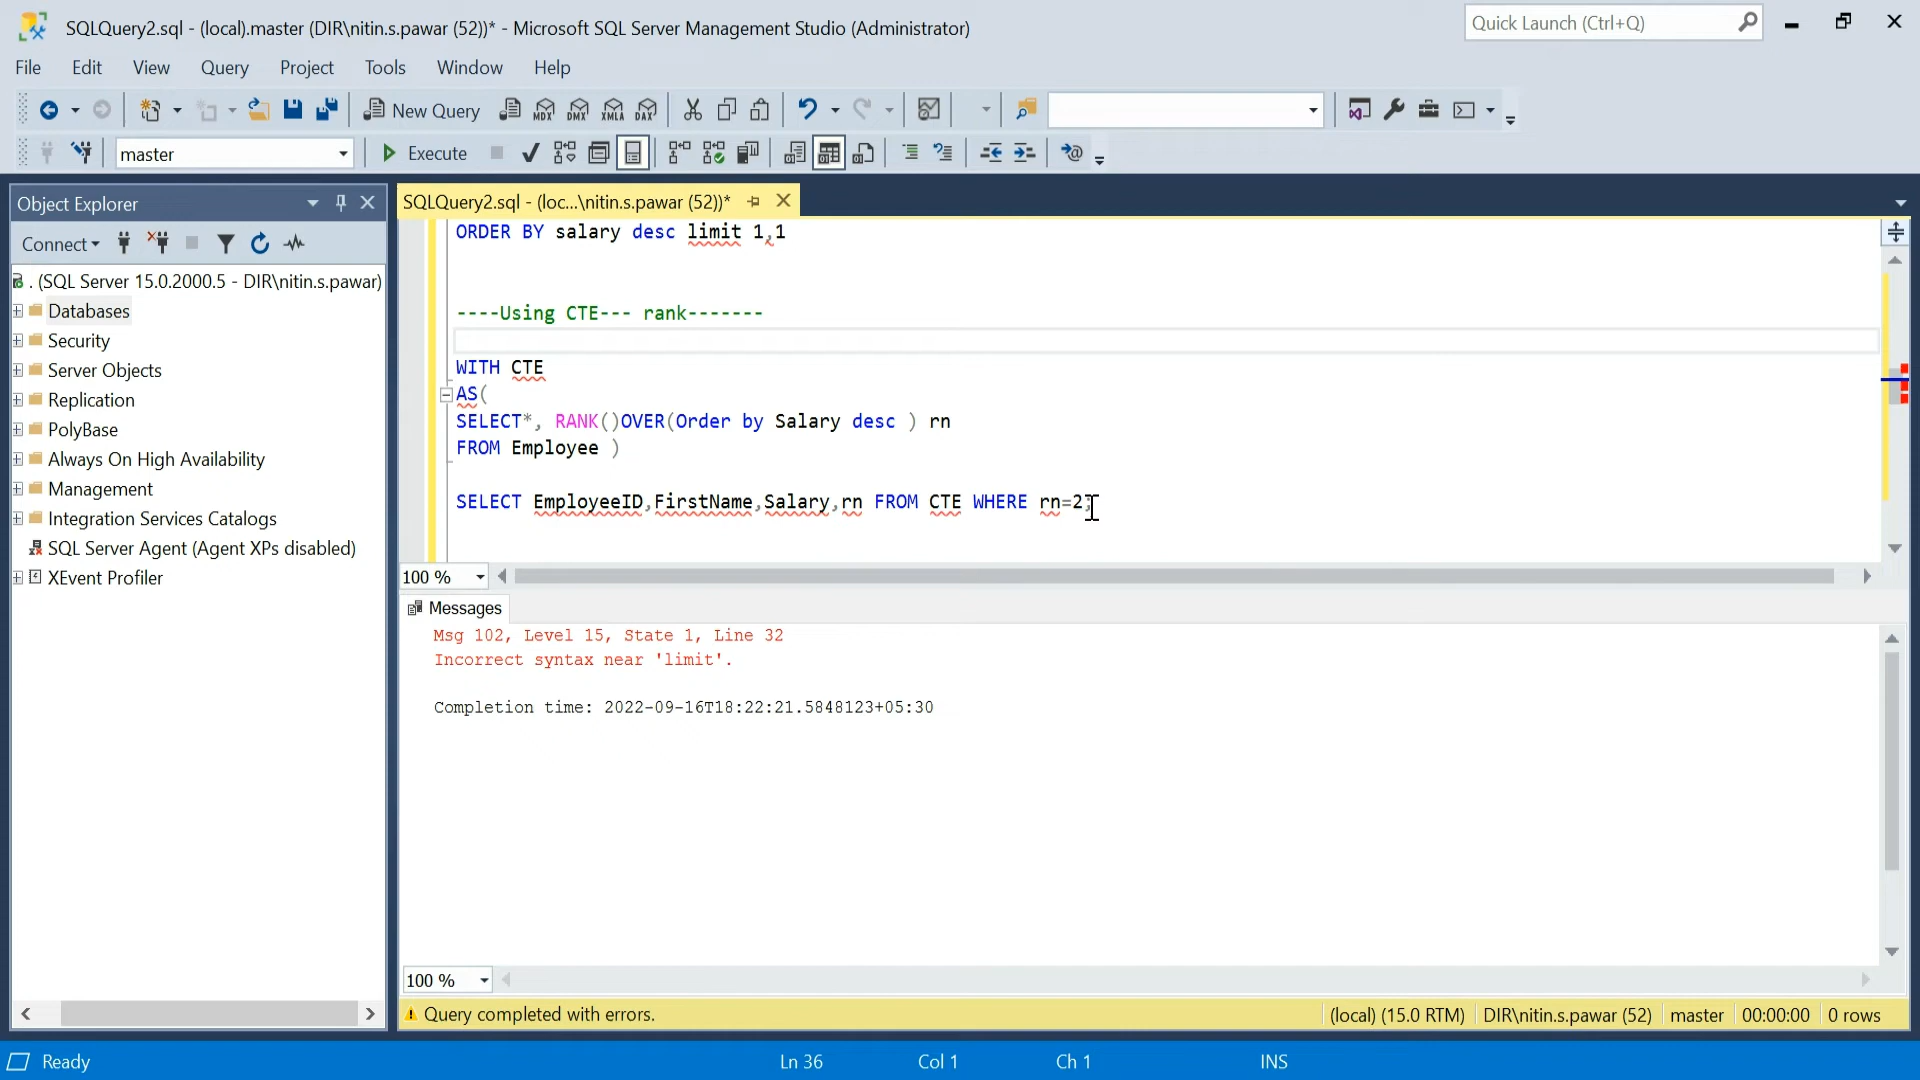 SQLQuery2.sql - (local).master (DIR\nitin.s.pawar (52))* - Microsoft SQL Server Management Studio (Administrator)
Quick Launch (Ctrl+Q)
File Edit View Query Project Tools Window Help
New Query
MDX DMX XMLA DAX
master
Execute
Object Explorer
SQLQuery2.sql - (loc...\nitin.s.pawar (52))*
Connect
. (SQL Server 15.0.2000.5 - DIR\nitin.s.pawar)
Databases
Security
Server Objects
Replication
PolyBase
Always On High Availability
Management
Integration Services Catalogs
SQL Server Agent (Agent XPs disabled)
XEvent Profiler
ORDER BY salary desc limit 1,1
----Using CTE--- rank-------
WITH CTE
AS(
SELECT*, RANK()OVER(Order by Salary desc ) rn
FROM Employee )
SELECT EmployeeID,FirstName,Salary,rn FROM CTE WHERE rn=2;
100 %
Messages
Msg 102, Level 15, State 1, Line 32
Incorrect syntax near 'limit'.
Completion time: 2022-09-16T18:22:21.5848123+05:30
100 %
Query completed with errors.
(local) (15.0 RTM) DIR\nitin.s.pawar (52) master 00:00:00 0 rows
Ready
Ln 36 Col 1 Ch 1 INS